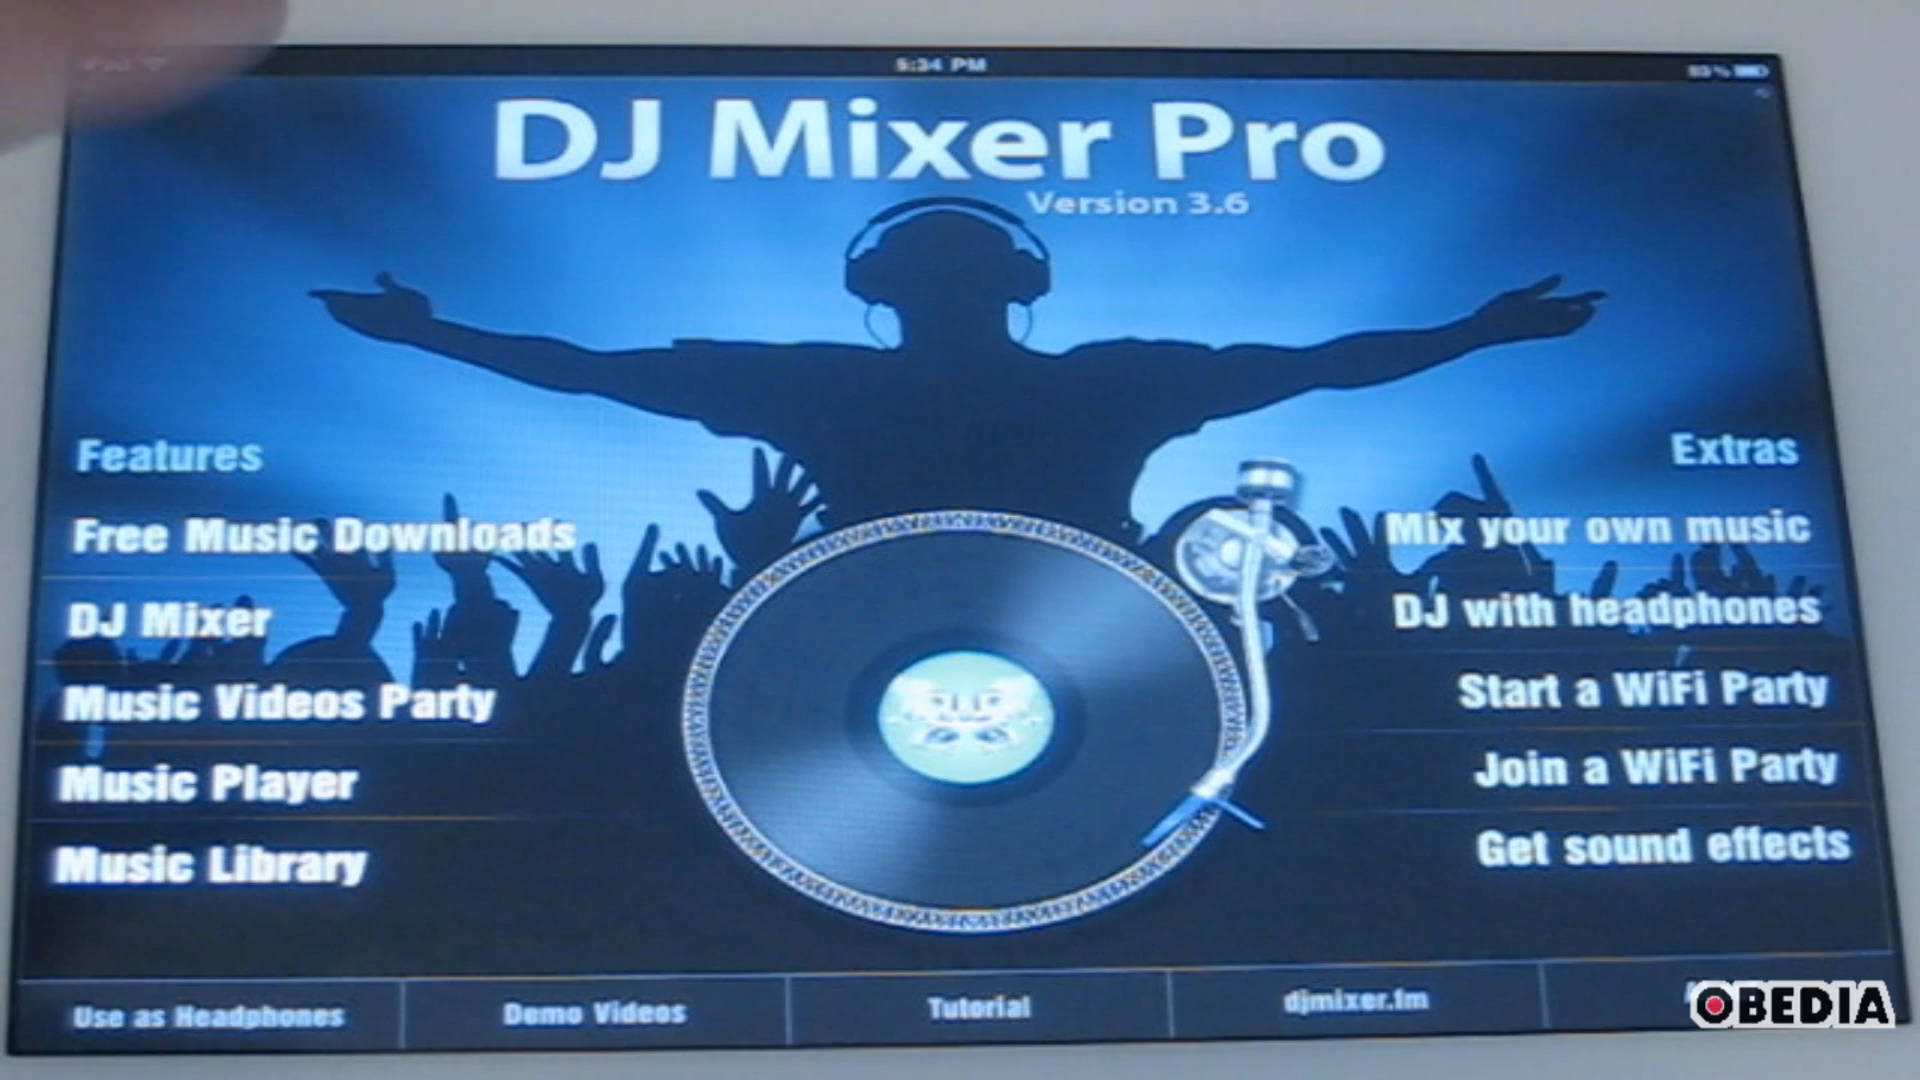 5:34 PM
DJ Mixer Pro
Version 3.6
Features
Free Music Downloads
DJ Mixer
Music Videos Party
Music Player
Music Library
Extras
Mix your own music
DJ with headphones
Start a WiFi Party
Join a WiFi Party
Get sound effects
Use as Headphones
Demo Videos
Tutorial
djmixer.fm
OBEDIA